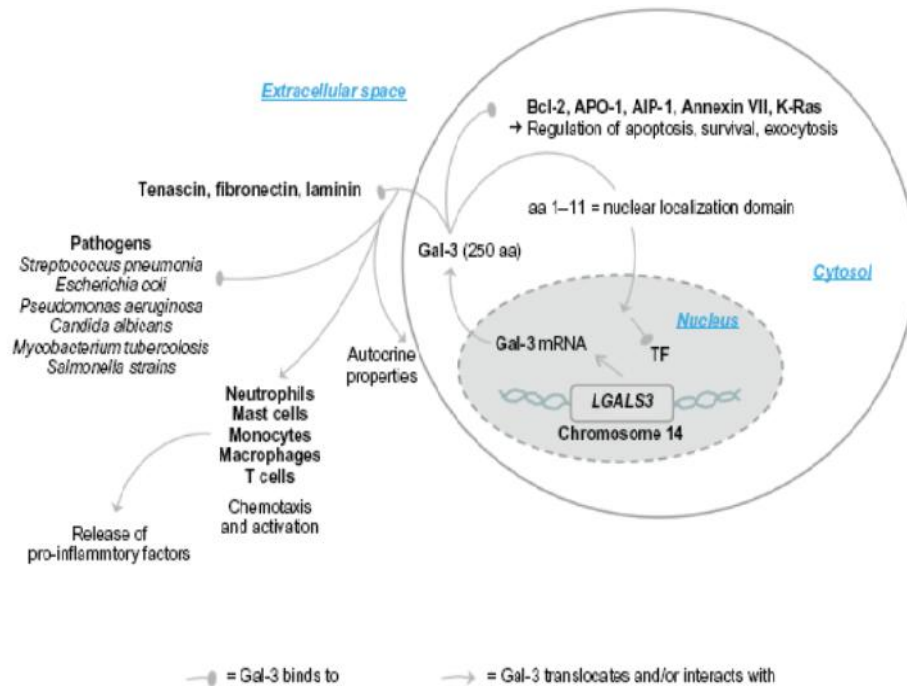 Extracellular space
Bcl-2, APO-1, AIP-1, Annexin VII, K-Ras
→ Regulation of apoptosis, survival, exocytosis
Tenascin, fibronectin, laminin
aa 1–11 = nuclear localization domain
Gal-3 (250 aa)
Cytosol
Pathogens
Streptococcus pneumonia
Escherichia coli
Pseudomonas aeruginosa
Candida albicans
Mycobacterium tubercolosis
Salmonella strains
Nucleus
Gal-3 mRNA
TF
Autocrine
properties
LGALS3
Chromosome 14
Neutrophils
Mast cells
Monocytes
Macrophages
T cells
Chemotaxis
and activation
Release of
pro-inflammtory factors
= Gal-3 binds to
= Gal-3 translocates and/or interacts with